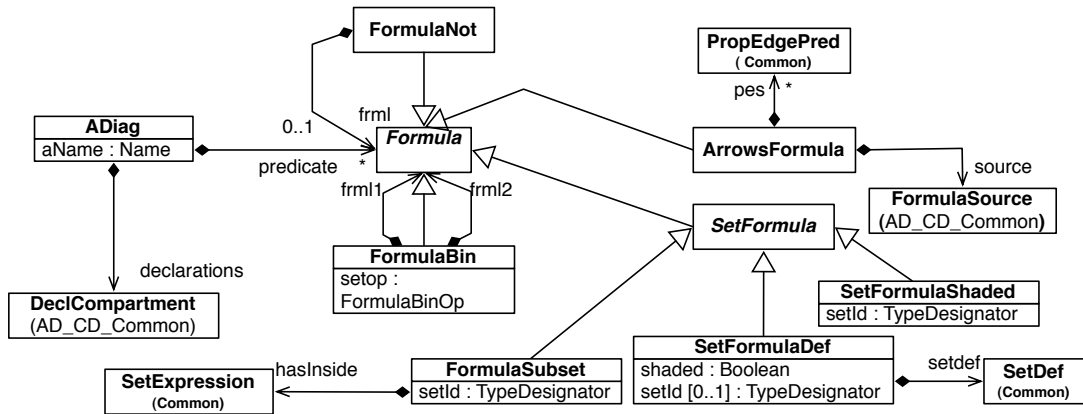 FormulaNot
PropEdgePred
( Common)
pes
*
frml
ADiag
aName : Name
0..1
Formula
predicate
*
ArrowsFormula
source
frml1
frml2
FormulaSource
(AD_CD_Common)
SetFormula
FormulaBin
setop :
FormulaBinOp
declarations
DeclCompartment
(AD_CD_Common)
SetFormulaShaded
setId : TypeDesignator
hasInside
SetExpression
(Common)
FormulaSubset
setId : TypeDesignator
SetFormulaDef
shaded : Boolean
setId [0..1] : TypeDesignator
setdef
SetDef
(Common)